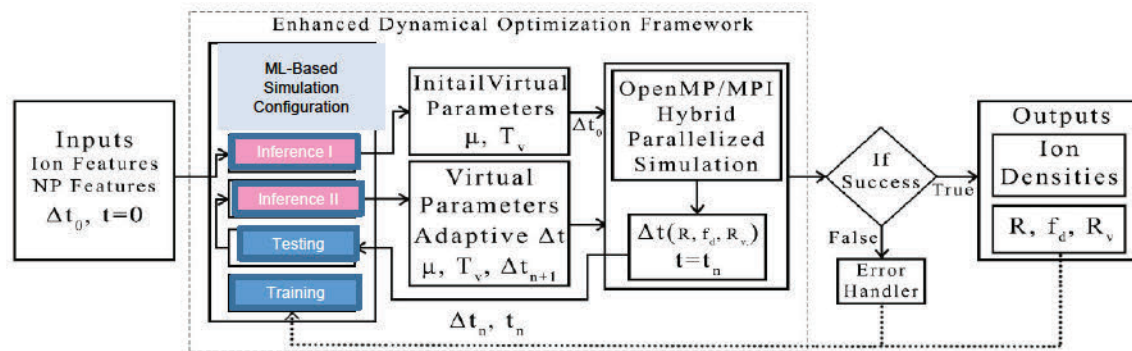 Enhanced Dynamical Optimization Framework
Inputs
Ion Features
NP Features
Δt₀, t=0
ML-Based
Simulation
Configuration
Inference I
Inference II
Testing
Training
InitailVirtual
Parameters
μ, Tᵥ
Virtual
Parameters
Adaptive Δt
μ, Tᵥ, Δtₙ₊₁
Δt₀
OpenMP/MPI
Hybrid
Parallelized
Simulation
Δt(R, f_d, Rᵥ)
t=tₙ
Δtₙ, tₙ
If
Success
True
False
Error
Handler
Outputs
Ion
Densities
R, f_d, Rᵥ